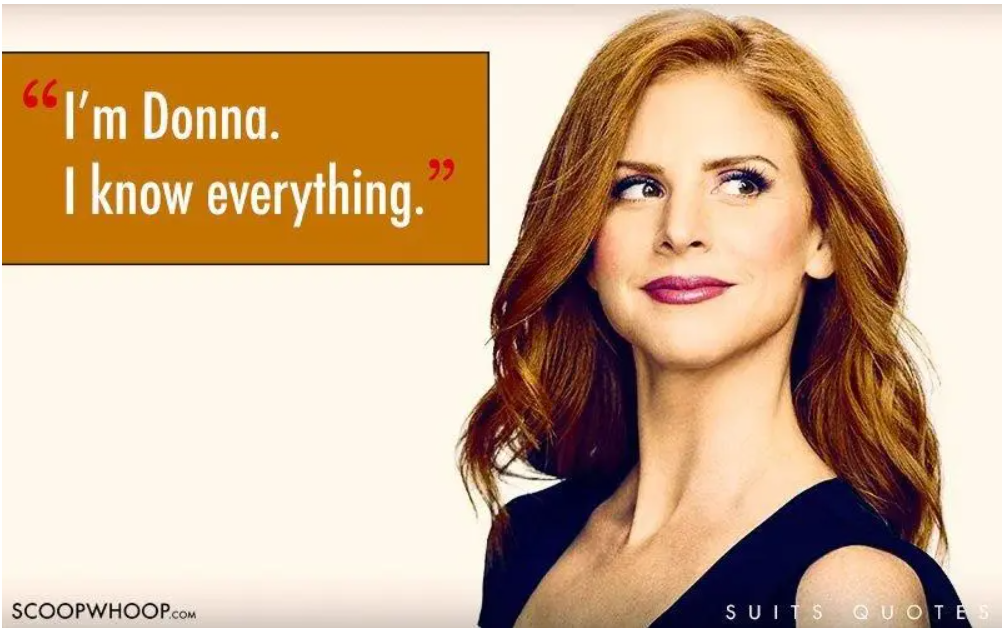 “I’m Donna.
I know everything.”
SCOOPWHOOP.COM
SUITS QUOTES